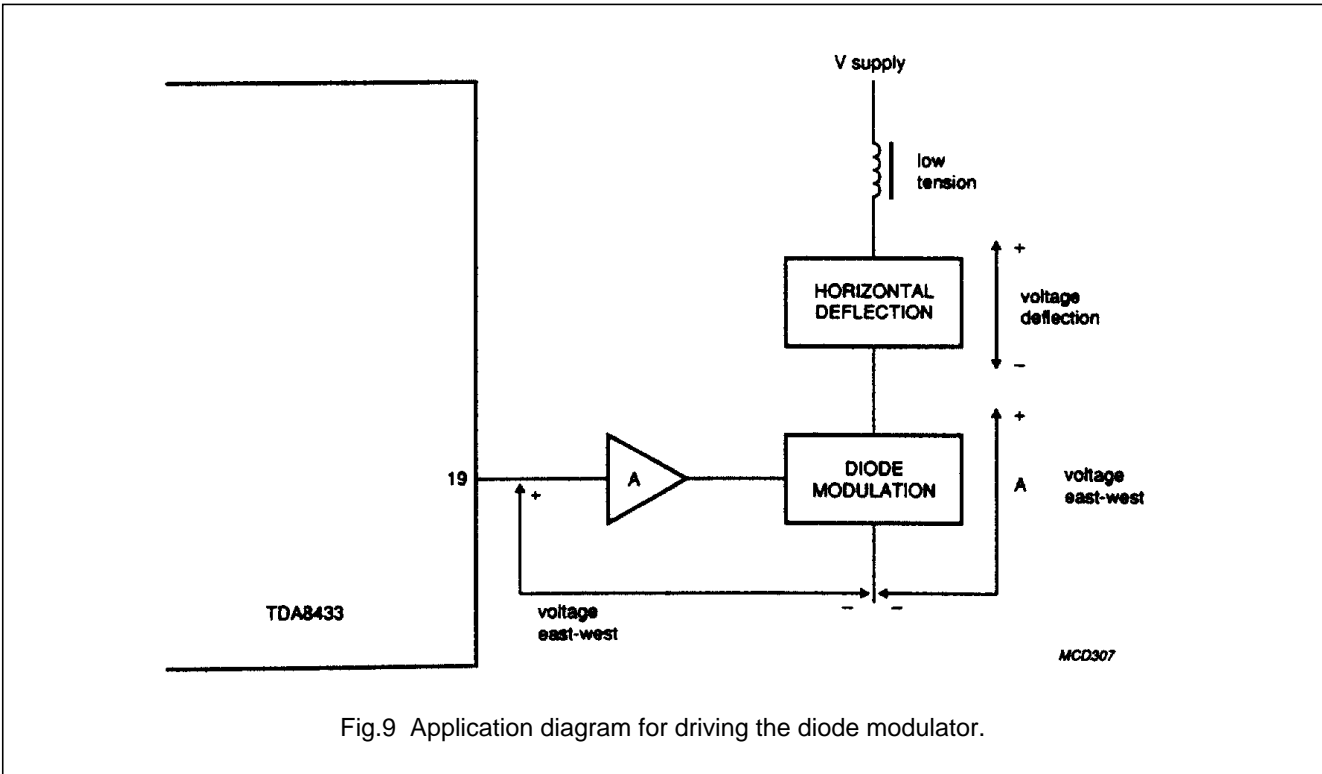 V supply
low
tension
HORIZONTAL
DEFLECTION
+
voltage
deflection
–
+
19
+
A
DIODE
MODULATION
A
voltage
east-west
– –
TDA8433
voltage
east-west
MCD307
Fig.9 Application diagram for driving the diode modulator.